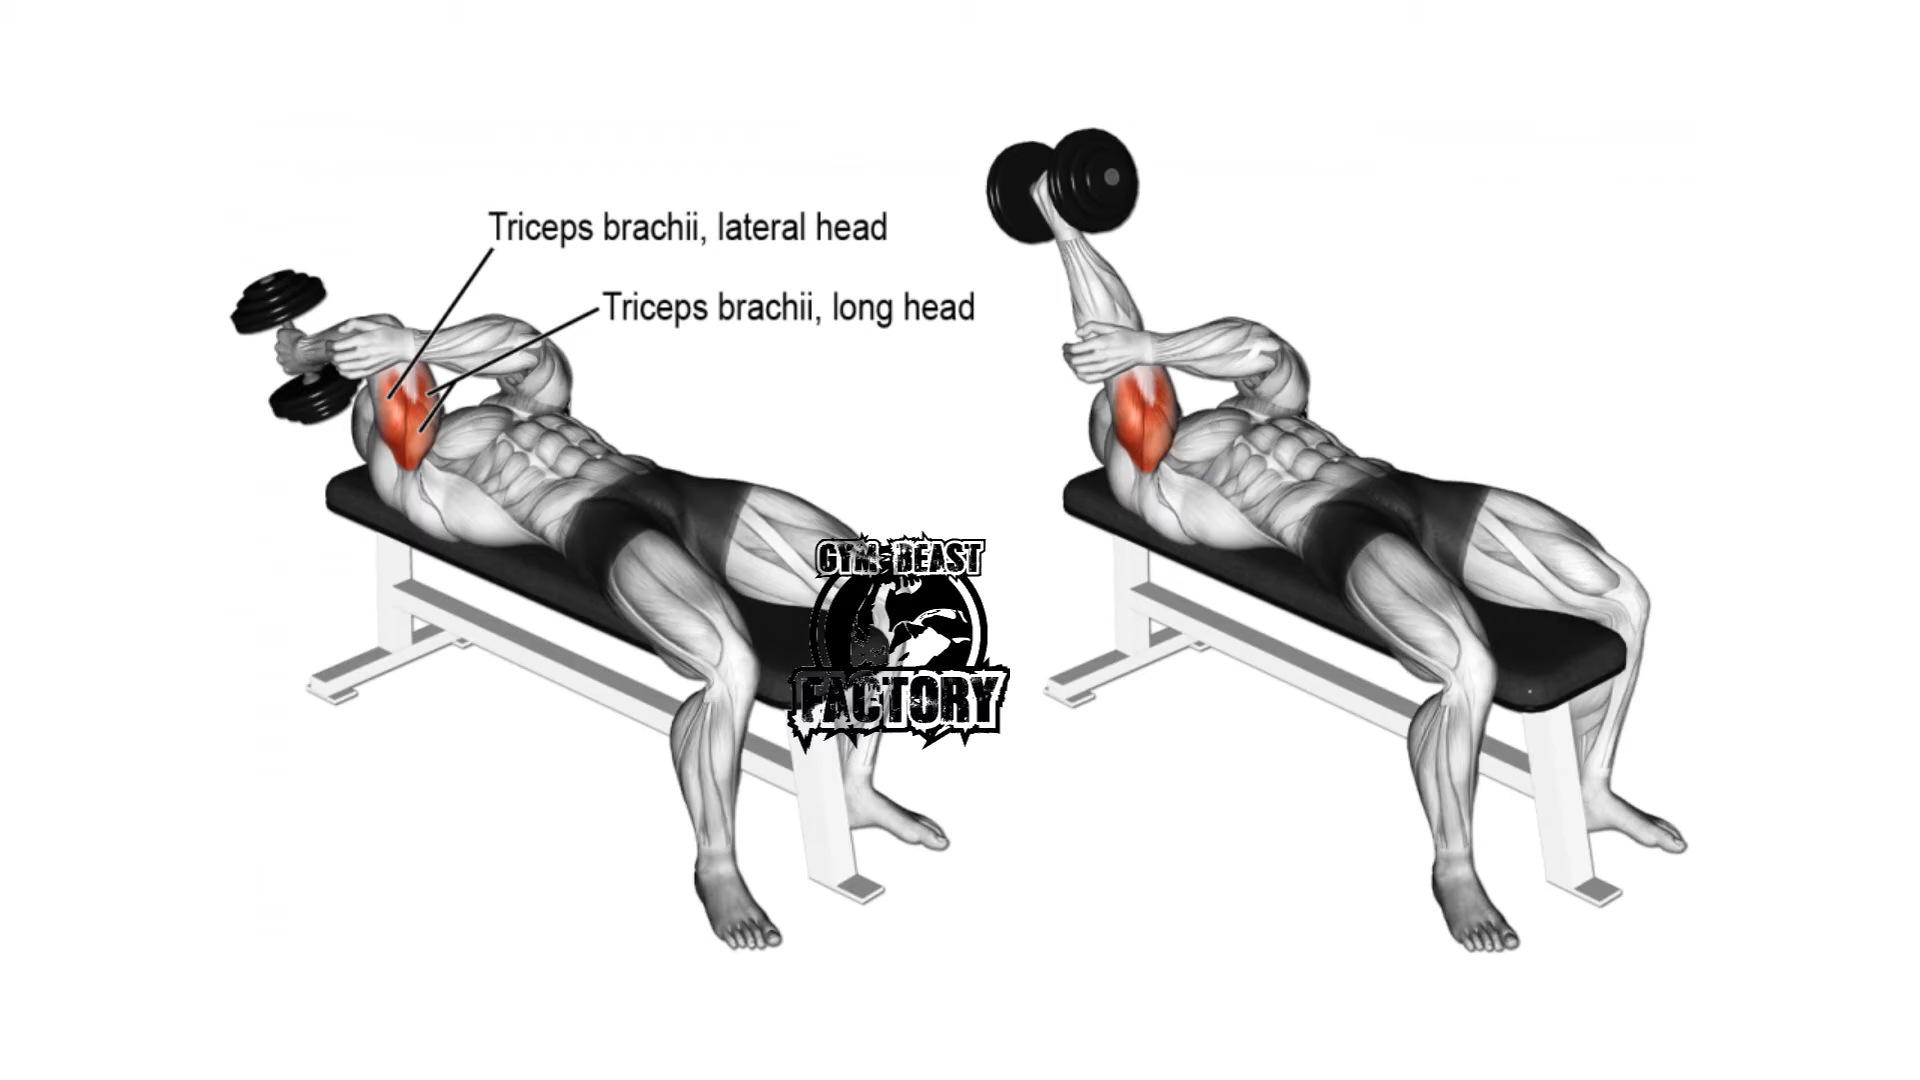 Triceps brachii, lateral head
Triceps brachii, long head
GYM BEAST
FACTORY